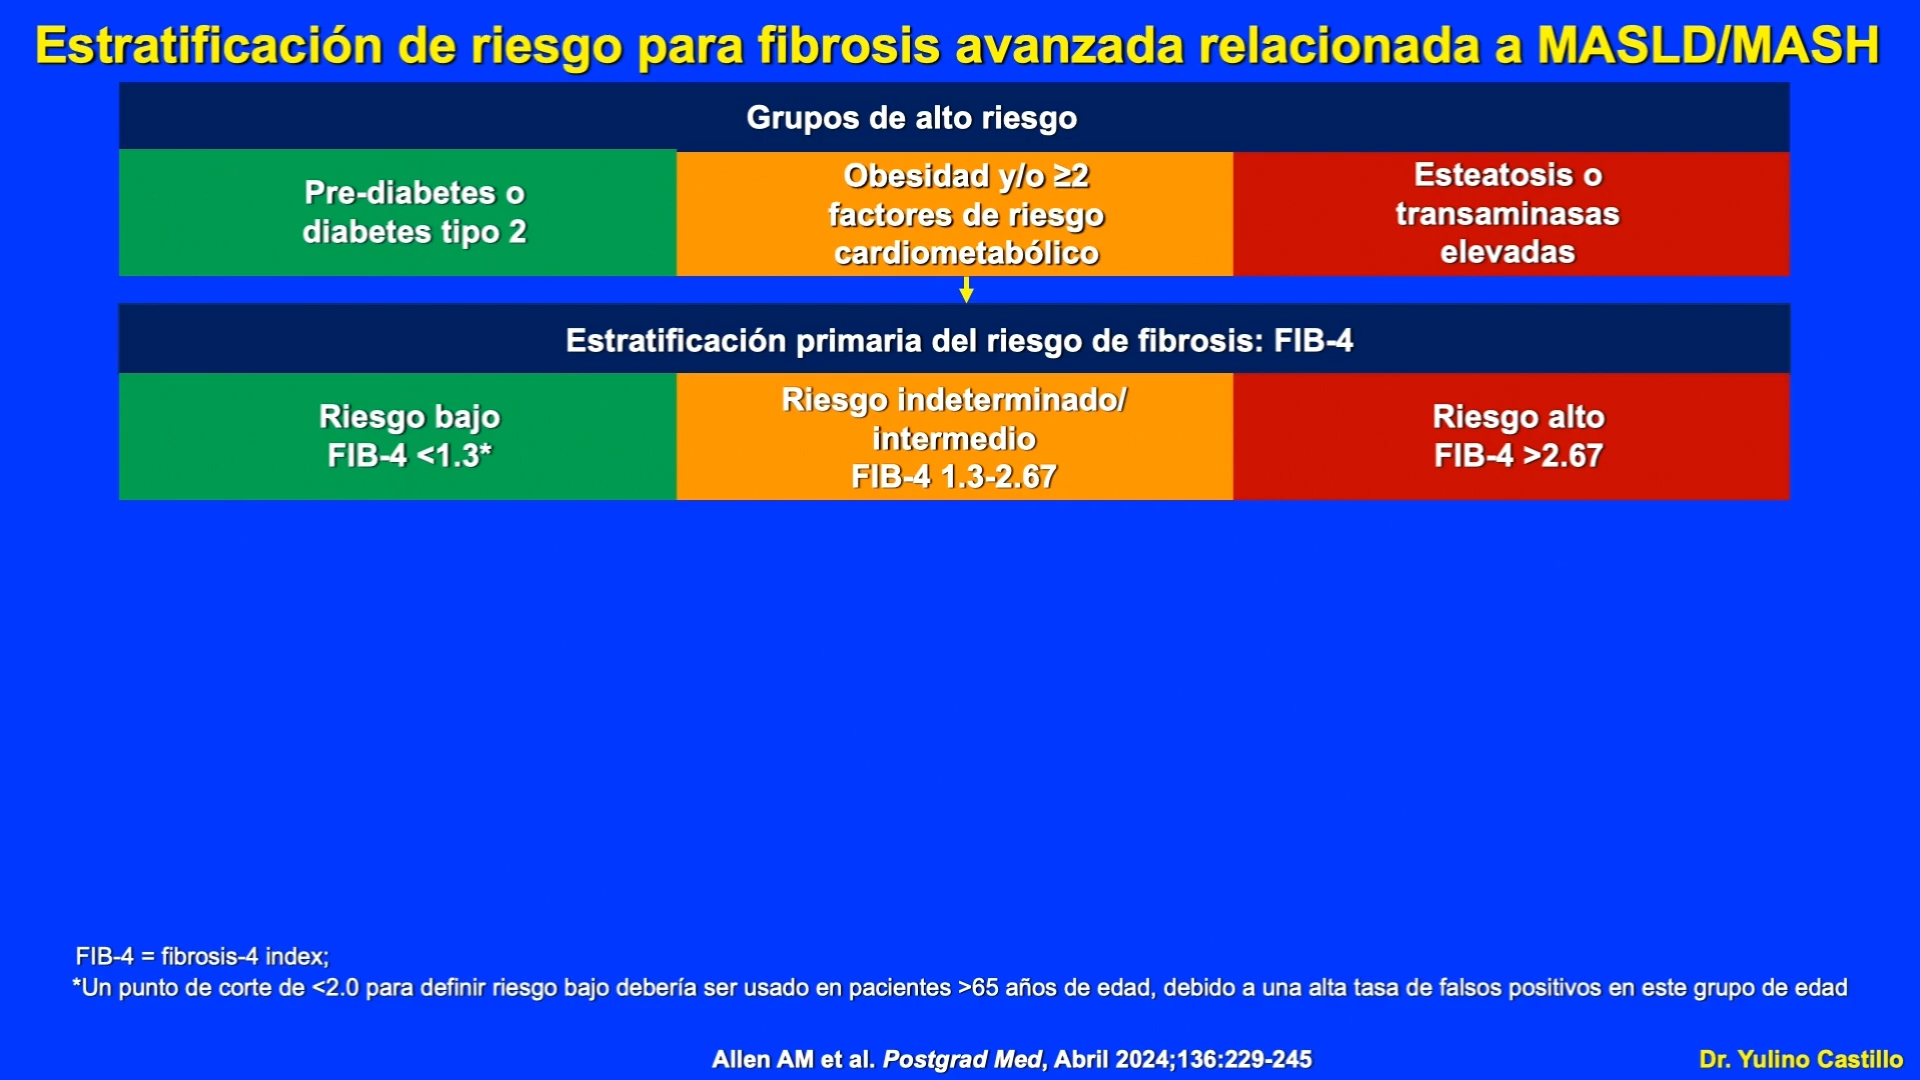 Estratificación de riesgo para fibrosis avanzada relacionada a MASLD/MASH
Grupos de alto riesgo
Pre-diabetes o
diabetes tipo 2
Obesidad y/o ≥2
factores de riesgo
cardiometabólico
Esteatosis o
transaminasas
elevadas
Estratificación primaria del riesgo de fibrosis: FIB-4
Riesgo bajo
FIB-4 <1.3*
Riesgo indeterminado/
intermedio
FIB-4 1.3-2.67
Riesgo alto
FIB-4 >2.67
FIB-4 = fibrosis-4 index;
*Un punto de corte de <2.0 para definir riesgo bajo debería ser usado en pacientes >65 años de edad, debido a una alta tasa de falsos positivos en este grupo de edad
Allen AM et al. Postgrad Med, Abril 2024;136:229-245
Dr. Yulino Castillo